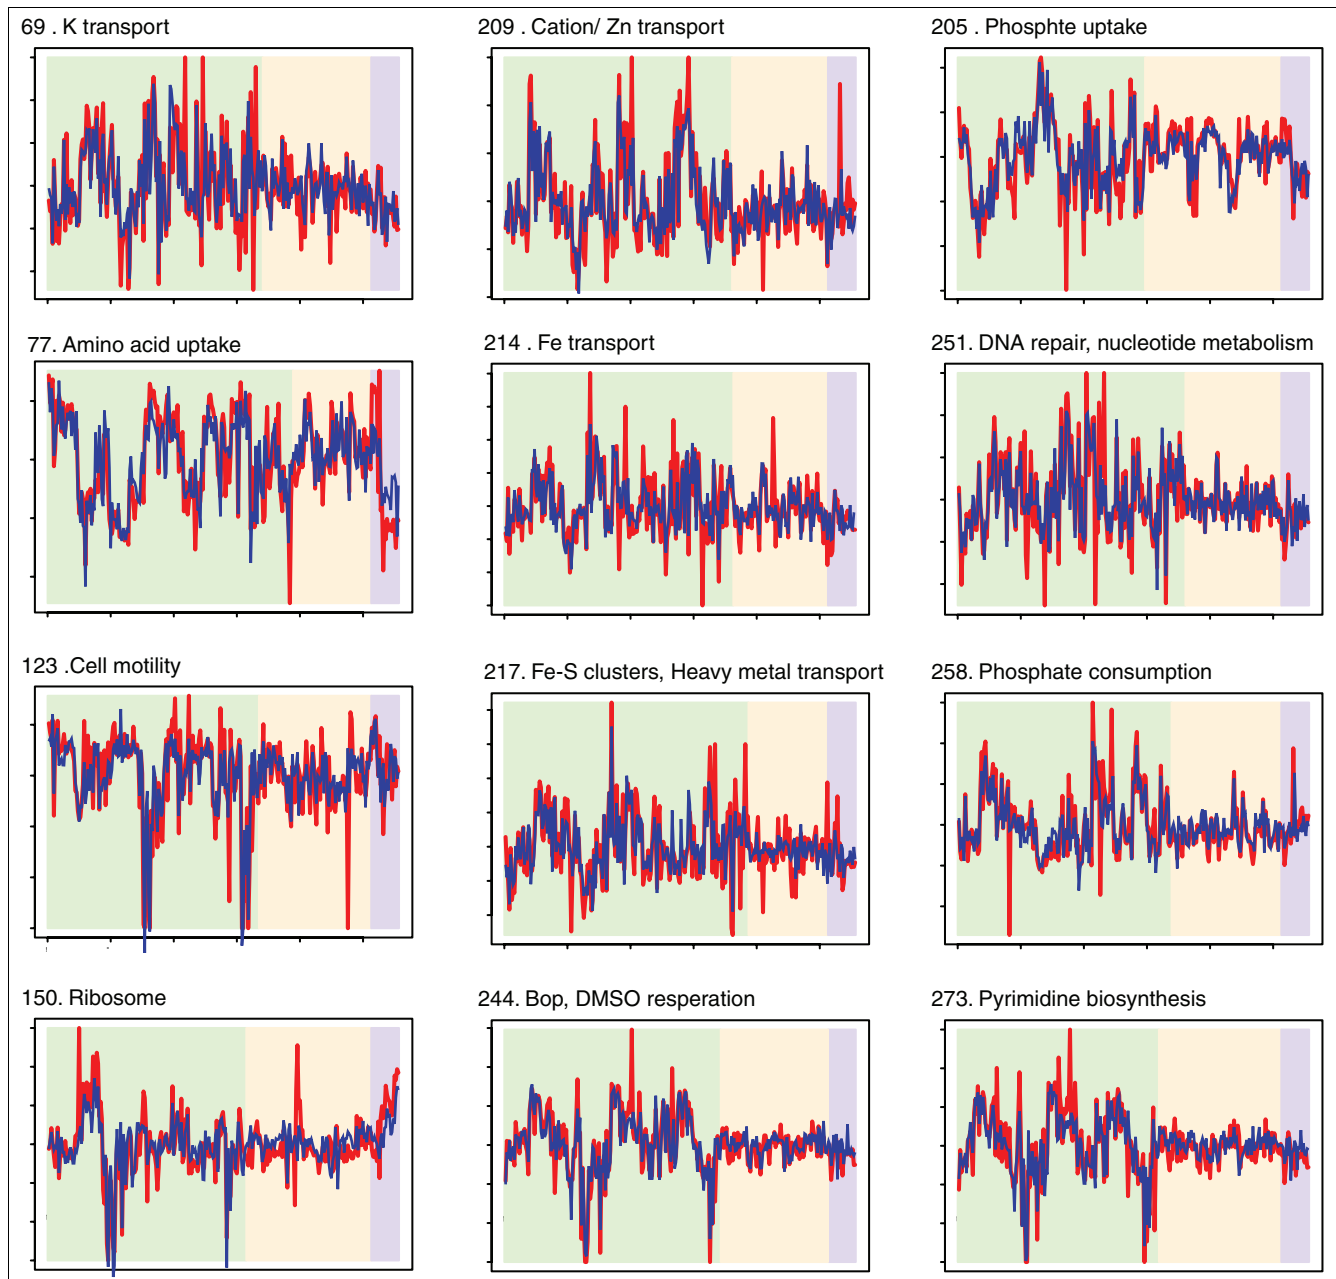 69 . K transport
209 . Cation/ Zn transport
205 . Phosphte uptake
77. Amino acid uptake
214 . Fe transport
251. DNA repair, nucleotide metabolism
123 .Cell motility
217. Fe-S clusters, Heavy metal transport
258. Phosphate consumption
150. Ribosome
244. Bop, DMSO resperation
273. Pyrimidine biosynthesis